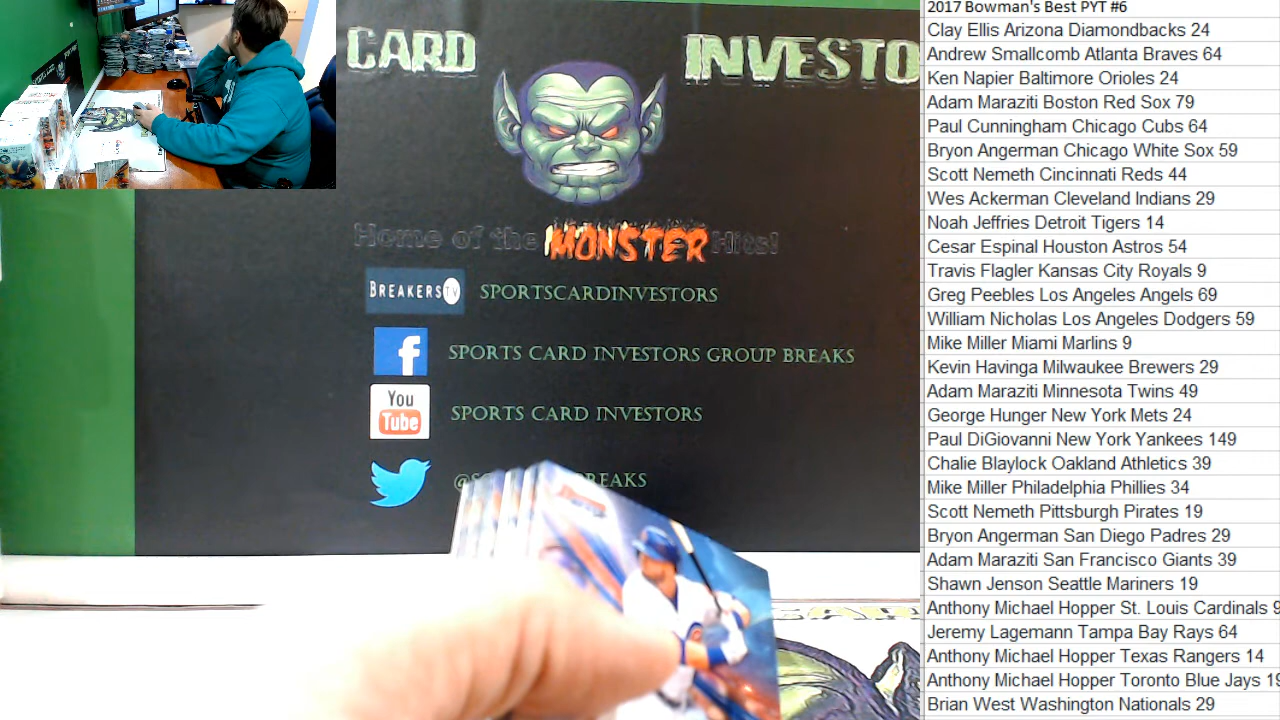 CARD INVESTO
Home of the MONSTER Hits!
BREAKERSTV SPORTSCARDINVESTORS
SPORTS CARD INVESTORS GROUP BREAKS
You
Tube
SPORTS CARD INVESTORS
2017 Bowman's Best PYT #6
Clay Ellis Arizona Diamondbacks 24
Andrew Smallcomb Atlanta Braves 64
Ken Napier Baltimore Orioles 24
Adam Maraziti Boston Red Sox 79
Paul Cunningham Chicago Cubs 64
Bryon Angerman Chicago White Sox 59
Scott Nemeth Cincinnati Reds 44
Wes Ackerman Cleveland Indians 29
Noah Jeffries Detroit Tigers 14
Cesar Espinal Houston Astros 54
Travis Flagler Kansas City Royals 9
Greg Peebles Los Angeles Angels 69
William Nicholas Los Angeles Dodgers 59
Mike Miller Miami Marlins 9
Kevin Havinga Milwaukee Brewers 29
Adam Maraziti Minnesota Twins 49
George Hunger New York Mets 24
Paul DiGiovanni New York Yankees 149
Chalie Blaylock Oakland Athletics 39
Mike Miller Philadelphia Phillies 34
Scott Nemeth Pittsburgh Pirates 19
Bryon Angerman San Diego Padres 29
Adam Maraziti San Francisco Giants 39
Shawn Jenson Seattle Mariners 19
Anthony Michael Hopper St. Louis Cardinals 9
Jeremy Lagemann Tampa Bay Rays 64
Anthony Michael Hopper Texas Rangers 14
Anthony Michael Hopper Toronto Blue Jays 19
Brian West Washington Nationals 29